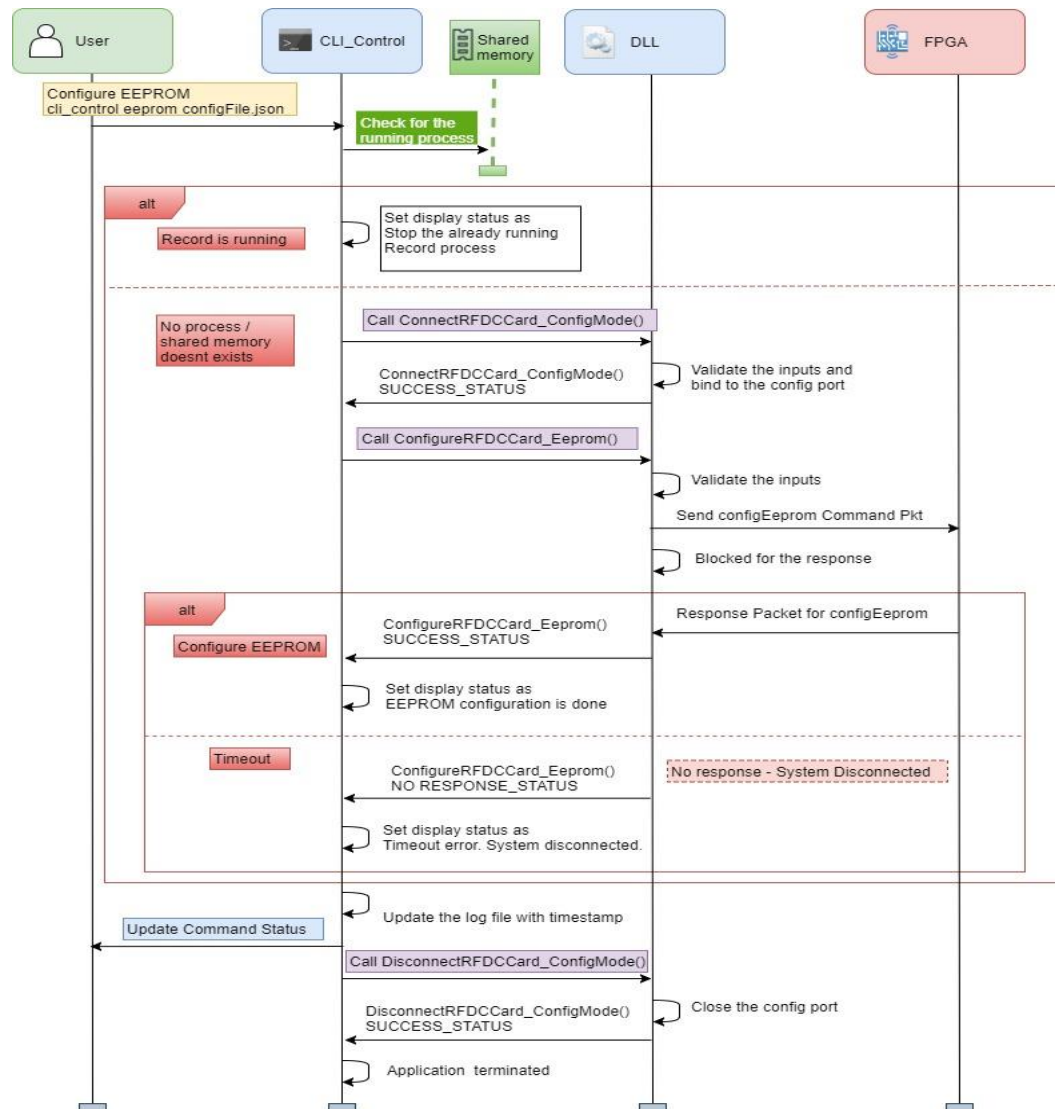 User
CLI_Control
Shared
memory
DLL
FPGA
Configure EEPROM
cli_control eeprom configFile.json
Check for the
running process
alt
Set display status as
Stop the already running
Record process
Record is running
No process /
shared memory
doesnt exists
Call ConnectRFDCCard_ConfigMode()
Validate the inputs and
bind to the config port
ConnectRFDCCard_ConfigMode()
SUCCESS_STATUS
Call ConfigureRFDCCard_Eeprom()
Validate the inputs
Send configEeprom Command Pkt
Blocked for the response
alt
Response Packet for configEeprom
ConfigureRFDCCard_Eeprom()
SUCCESS_STATUS
Configure EEPROM
Set display status as
EEPROM configuration is done
Timeout
ConfigureRFDCCard_Eeprom()
NO RESPONSE_STATUS
No response - System Disconnected
Set display status as
Timeout error. System disconnected.
Update the log file with timestamp
Update Command Status
Call DisconnectRFDCCard_ConfigMode()
Close the config port
DisconnectRFDCCard_ConfigMode()
SUCCESS_STATUS
Application terminated